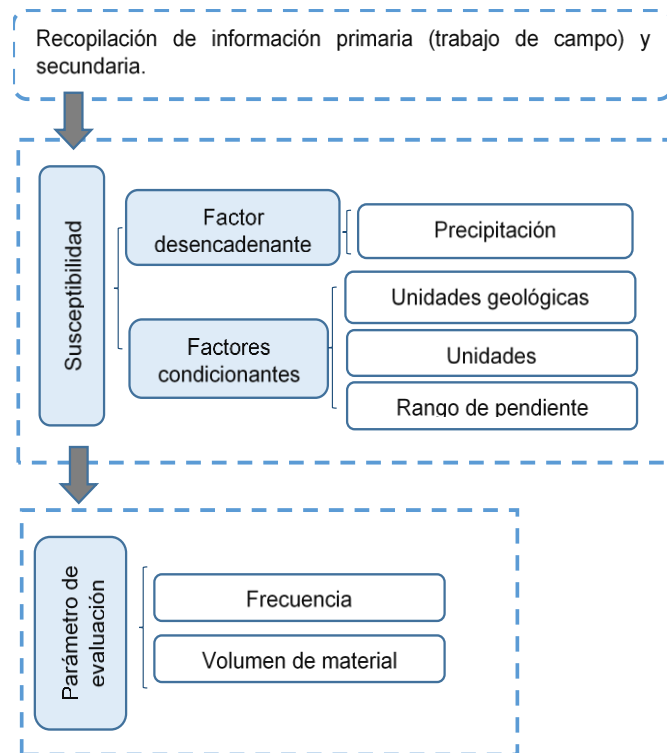 Recopilación de información primaria (trabajo de campo) y
secundaria.
Susceptibilidad
Factor
desencadenante
Precipitación
Factores
condicionantes
Unidades geológicas
Unidades
Rango de pendiente
Parámetro de
evaluación
Frecuencia
Volumen de material